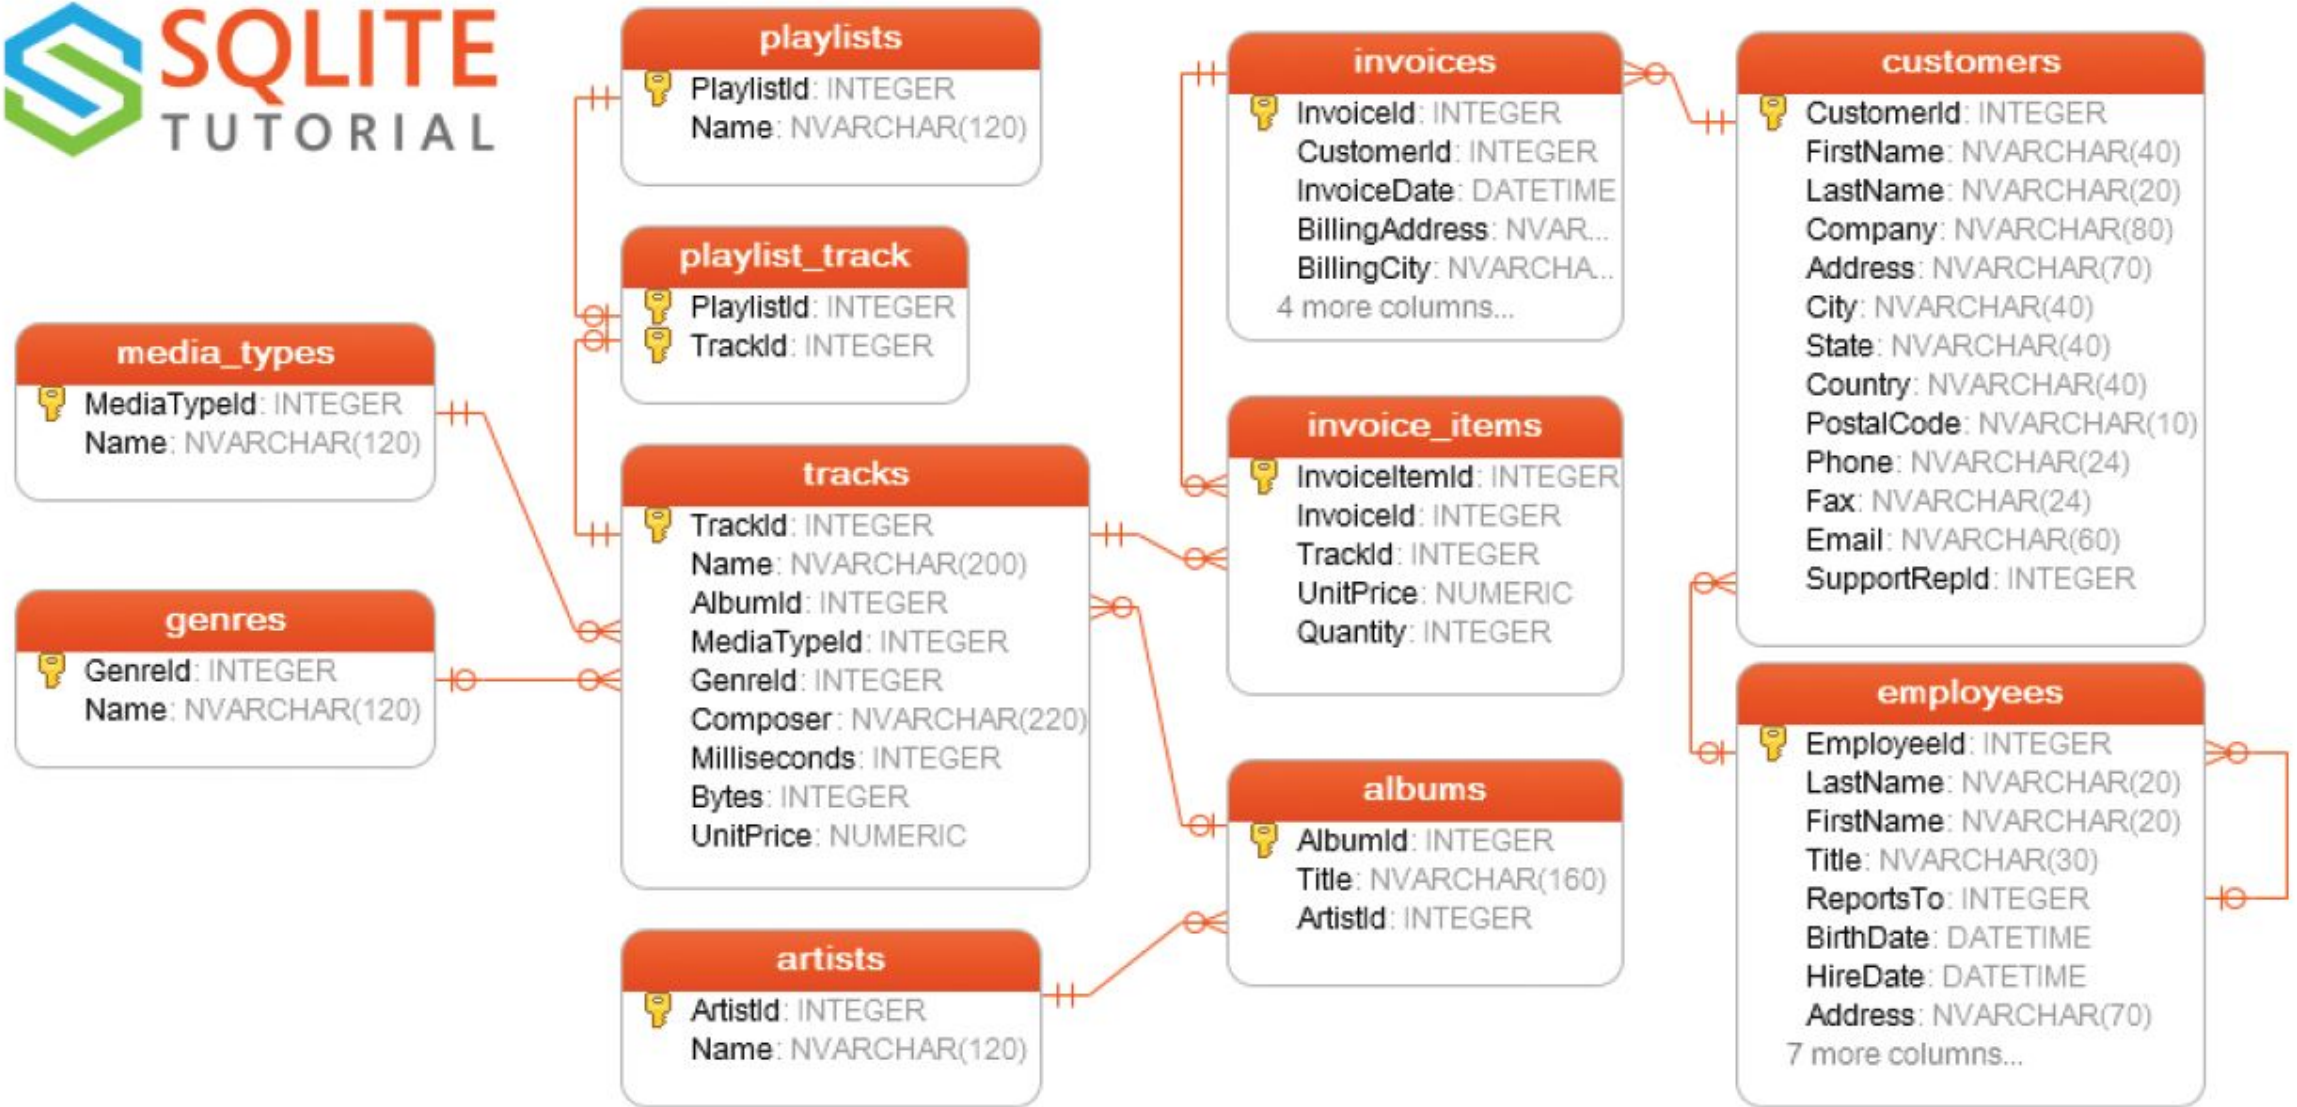 SQLITE
TUTORIAL
playlists
PlaylistId: INTEGER
Name: NVARCHAR(120)
playlist_track
PlaylistId: INTEGER
TrackId: INTEGER
media_types
MediaTypeId: INTEGER
Name: NVARCHAR(120)
genres
GenreId: INTEGER
Name: NVARCHAR(120)
tracks
TrackId: INTEGER
Name: NVARCHAR(200)
AlbumId: INTEGER
MediaTypeId: INTEGER
GenreId: INTEGER
Composer: NVARCHAR(220)
Milliseconds: INTEGER
Bytes: INTEGER
UnitPrice: NUMERIC
artists
ArtistId: INTEGER
Name: NVARCHAR(120)
invoices
InvoiceId: INTEGER
CustomerId: INTEGER
InvoiceDate: DATETIME
BillingAddress: NVAR...
BillingCity: NVARCHA...
4 more columns...
invoice_items
InvoiceItemId: INTEGER
InvoiceId: INTEGER
TrackId: INTEGER
UnitPrice: NUMERIC
Quantity: INTEGER
albums
AlbumId: INTEGER
Title: NVARCHAR(160)
ArtistId: INTEGER
customers
CustomerId: INTEGER
FirstName: NVARCHAR(40)
LastName: NVARCHAR(20)
Company: NVARCHAR(80)
Address: NVARCHAR(70)
City: NVARCHAR(40)
State: NVARCHAR(40)
Country: NVARCHAR(40)
PostalCode: NVARCHAR(10)
Phone: NVARCHAR(24)
Fax: NVARCHAR(24)
Email: NVARCHAR(60)
SupportRepId: INTEGER
employees
EmployeeId: INTEGER
LastName: NVARCHAR(20)
FirstName: NVARCHAR(20)
Title: NVARCHAR(30)
ReportsTo: INTEGER
BirthDate: DATETIME
HireDate: DATETIME
Address: NVARCHAR(70)
7 more columns...